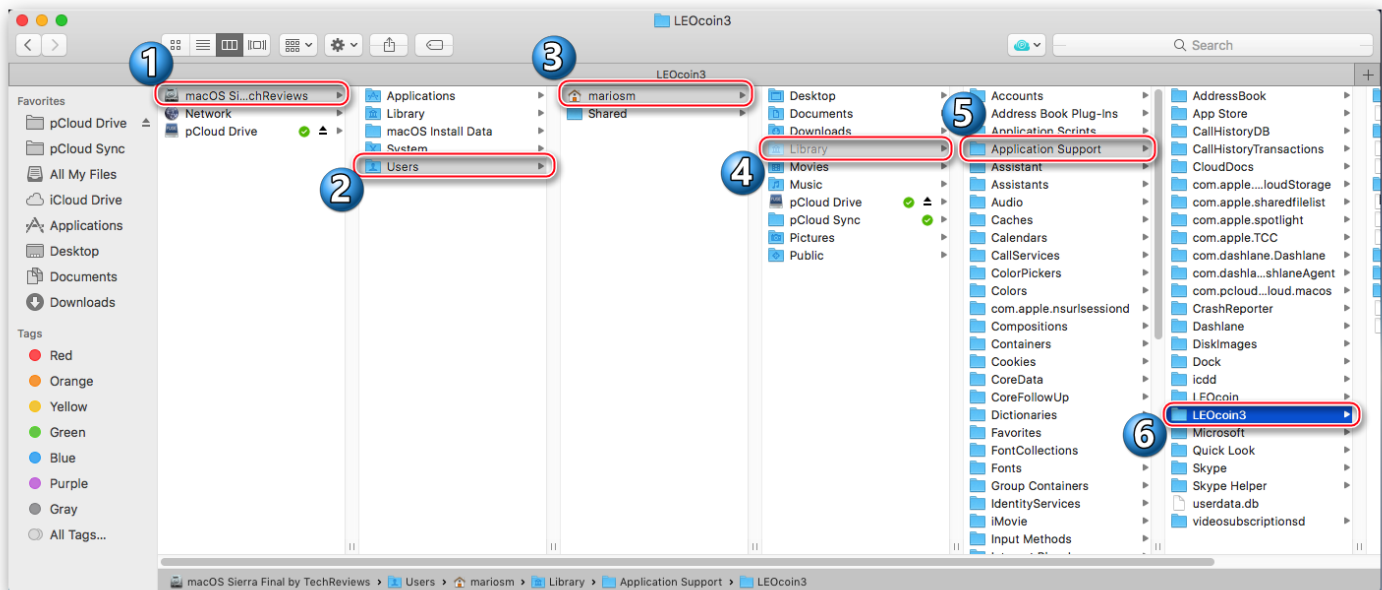 LEOcoin3
Search
LEOcoin3
1
2
3
4
5
6
Favorites
pCloud Drive
pCloud Sync
All My Files
iCloud Drive
Applications
Desktop
Documents
Downloads
Tags
Red
Orange
Yellow
Green
Blue
Purple
Gray
All Tags...
macOS Si...chReviews
Network
pCloud Drive
Applications
Library
macOS Install Data
System
Users
mariosm
Shared
Desktop
Documents
Downloads
Library
Movies
Music
pCloud Drive
pCloud Sync
Pictures
Public
Accounts
Address Book Plug-Ins
Application Scripts
Application Support
Assistant
Assistants
Audio
Caches
Calendars
CallServices
ColorPickers
Colors
com.apple.nsurlsessiond
Compositions
Containers
Cookies
CoreData
CoreFollowUp
Dictionaries
Favorites
FontCollections
Fonts
Group Containers
IdentityServices
iMovie
Input Methods
AddressBook
App Store
CallHistoryDB
CallHistoryTransactions
CloudDocs
com.apple....loudStorage
com.apple.sharedfilelist
com.apple.spotlight
com.apple.TCC
com.dashlane.Dashlane
com.dashla...shlaneAgent
com.pcloud...loud.macos
CrashReporter
Dashlane
DiskImages
Dock
icdd
LEOcoin
LEOcoin3
Microsoft
Quick Look
Skype
Skype Helper
userdata.db
videosubscriptionsd
macOS Sierra Final by TechReviews › Users › mariosm › Library › Application Support › LEOcoin3